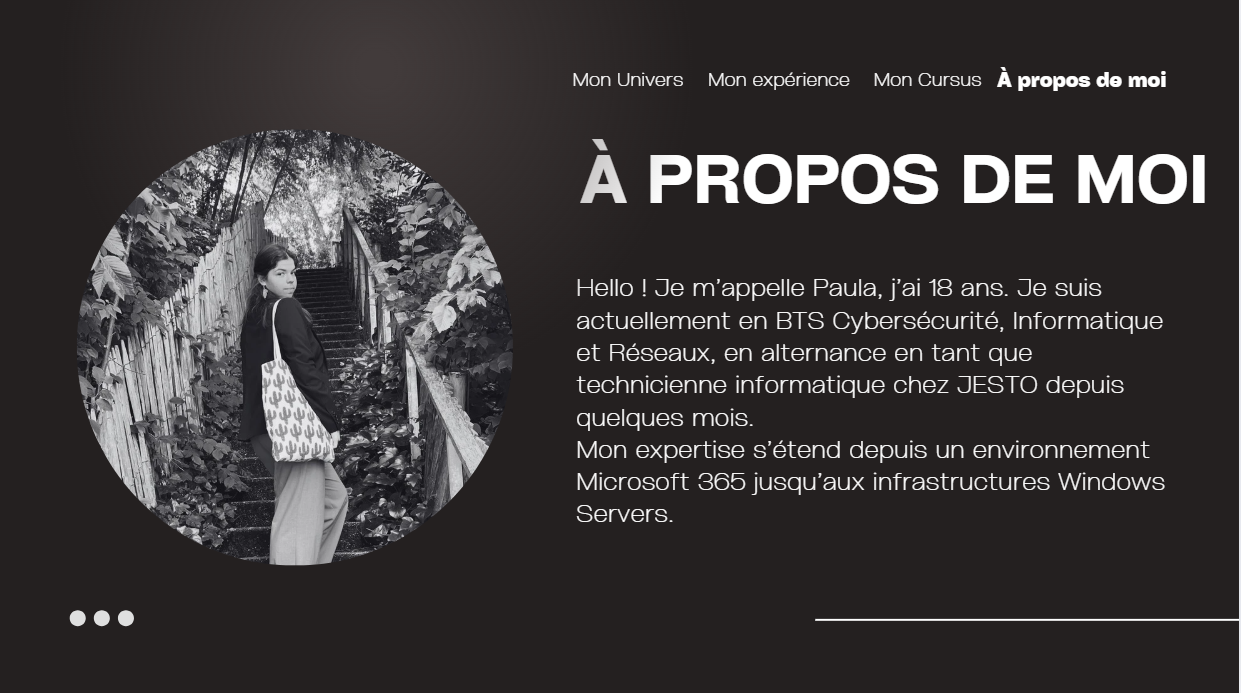 Mon Univers Mon expérience Mon Cursus À propos de moi
À PROPOS DE MOI
Hello ! Je m’appelle Paula, j’ai 18 ans. Je suis
actuellement en BTS Cybersécurité, Informatique
et Réseaux, en alternance en tant que
technicienne informatique chez JESTO depuis
quelques mois.
Mon expertise s’étend depuis un environnement
Microsoft 365 jusqu’aux infrastructures Windows
Servers.